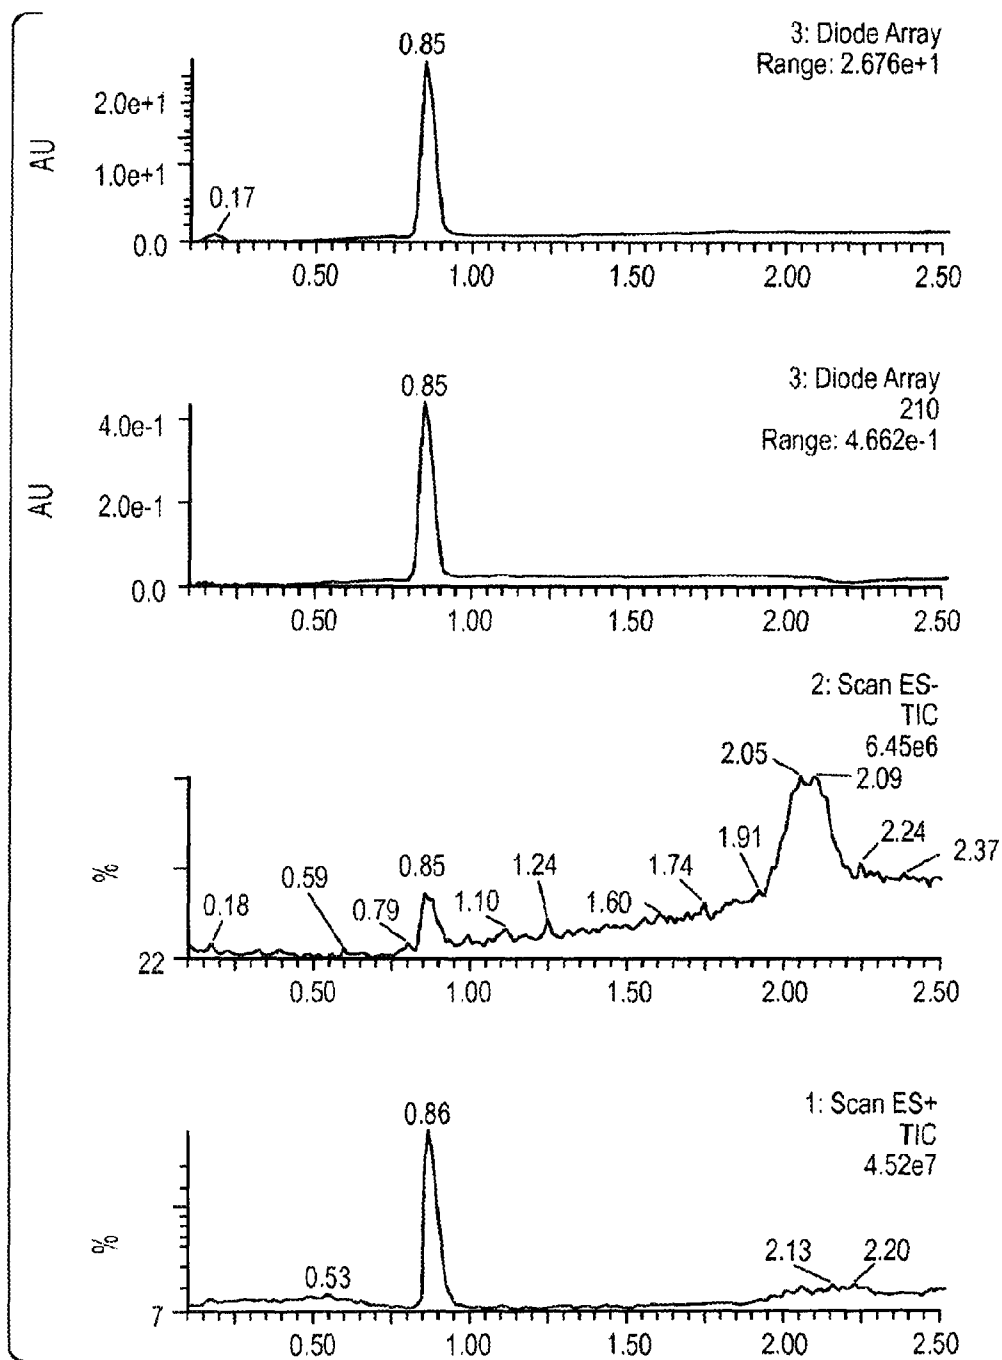 0.85
3: Diode Array
Range: 2.676e+1
2.0e+1
AU
1.0e+1
0.17
0.0
0.50 1.00 1.50 2.00 2.50
0.85
3: Diode Array
210
Range: 4.662e-1
4.0e-1
AU
2.0e-1
0.0
0.50 1.00 1.50 2.00 2.50
2: Scan ES-
TIC
6.45e6
2.05
2.09
1.91
2.24
2.37
1.74
1.24
0.85
0.59
%
1.10
1.60
0.79
0.18
22
0.50 1.00 1.50 2.00 2.50
1: Scan ES+
TIC
4.52e7
0.86
%
2.13 2.20
0.53
7
0.50 1.00 1.50 2.00 2.50